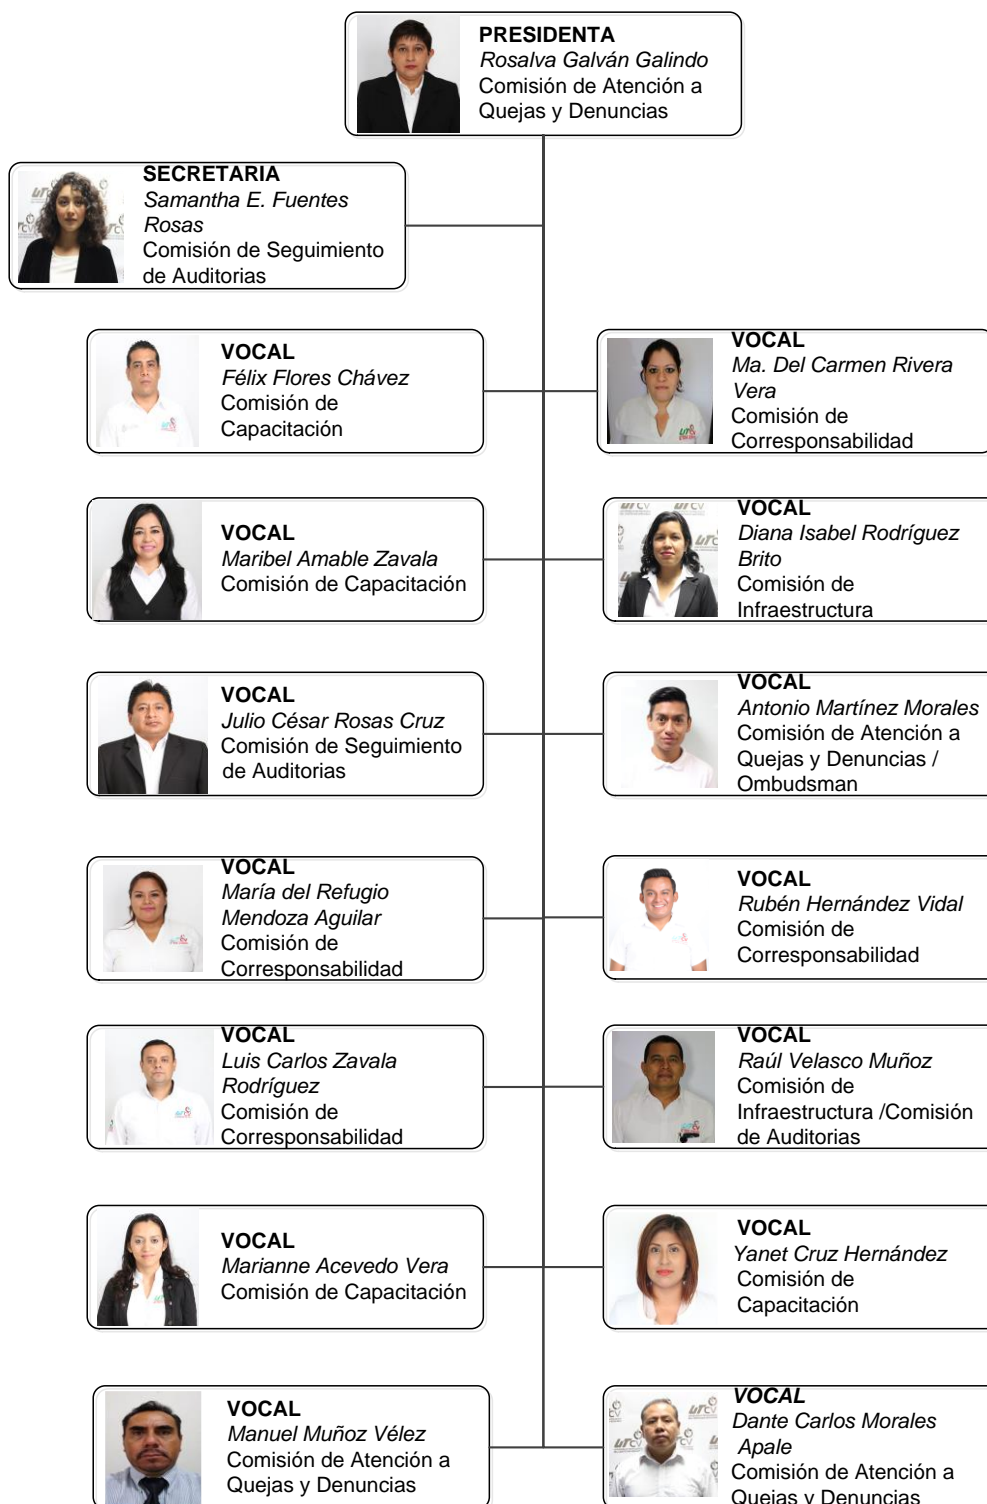 PRESIDENTA
Rosalva Galván Galindo
Comisión de Atención a
Quejas y Denuncias
SECRETARIA
Samantha E. Fuentes
Rosas
Comisión de Seguimiento
de Auditorias
VOCAL
Félix Flores Chávez
Comisión de
Capacitación
VOCAL
Ma. Del Carmen Rivera
Vera
Comisión de
Corresponsabilidad
VOCAL
Maribel Amable Zavala
Comisión de Capacitación
VOCAL
Diana Isabel Rodríguez
Brito
Comisión de
Infraestructura
VOCAL
Julio César Rosas Cruz
Comisión de Seguimiento
de Auditorias
VOCAL
Antonio Martínez Morales
Comisión de Atención a
Quejas y Denuncias /
Ombudsman
VOCAL
María del Refugio
Mendoza Aguilar
Comisión de
Corresponsabilidad
VOCAL
Rubén Hernández Vidal
Comisión de
Corresponsabilidad
VOCAL
Luis Carlos Zavala
Rodríguez
Comisión de
Corresponsabilidad
VOCAL
Raúl Velasco Muñoz
Comisión de
Infraestructura /Comisión
de Auditorias
VOCAL
Marianne Acevedo Vera
Comisión de Capacitación
VOCAL
Yanet Cruz Hernández
Comisión de
Capacitación
VOCAL
Manuel Muñoz Vélez
Comisión de Atención a
Quejas y Denuncias
VOCAL
Dante Carlos Morales
Apale
Comisión de Atención a
Quejas y Denuncias